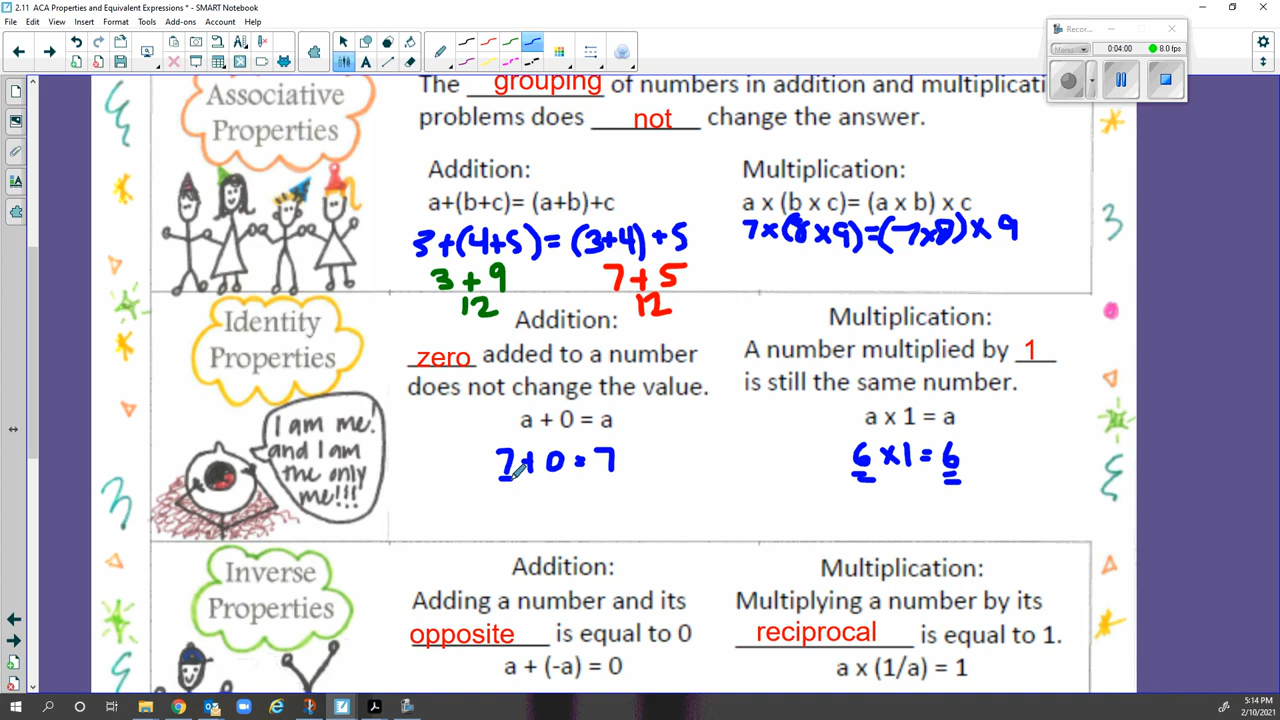 2.11 ACA Properties and Equivalent Expressions * - SMART Notebook
File Edit View Insert Format Tools Add-ons Account Help
Recor...
Menu
0:04:00 8.0 fps
Associative
Properties
The grouping of numbers in addition and multiplicati
problems does not change the answer.
Addition:
a+(b+c)= (a+b)+c
3+(4+5)=(3+4)+5
3+9 7+5
12 12
Multiplication:
a x (b x c)= (a x b) x c
7×(8×9)=(7×8)×9
Identity
Properties
I am me!
and I am
the only
me!!!
Addition:
zero added to a number
does not change the value.
a + 0 = a
7+0=7
Multiplication:
A number multiplied by 1
is still the same number.
a x 1 = a
6×1=6
Inverse
Properties
Addition:
Adding a number and its
opposite is equal to 0
a + (-a) = 0
Multiplication:
Multiplying a number by its
reciprocal is equal to 1.
a x (1/a) = 1
5:14 PM
2/10/2021